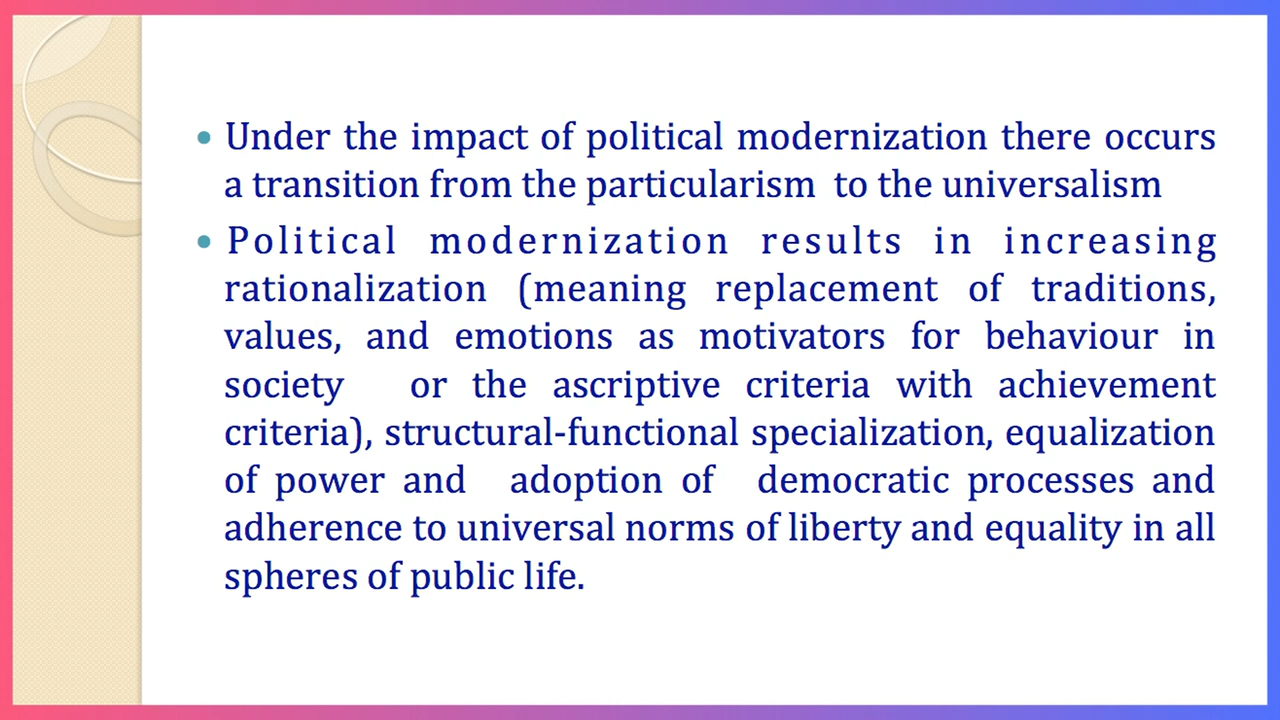 • Under the impact of political modernization there occurs
a transition from the particularism to the universalism
• Political modernization results in increasing
rationalization (meaning replacement of traditions,
values, and emotions as motivators for behaviour in
society or the ascriptive criteria with achievement
criteria), structural-functional specialization, equalization
of power and adoption of democratic processes and
adherence to universal norms of liberty and equality in all
spheres of public life.